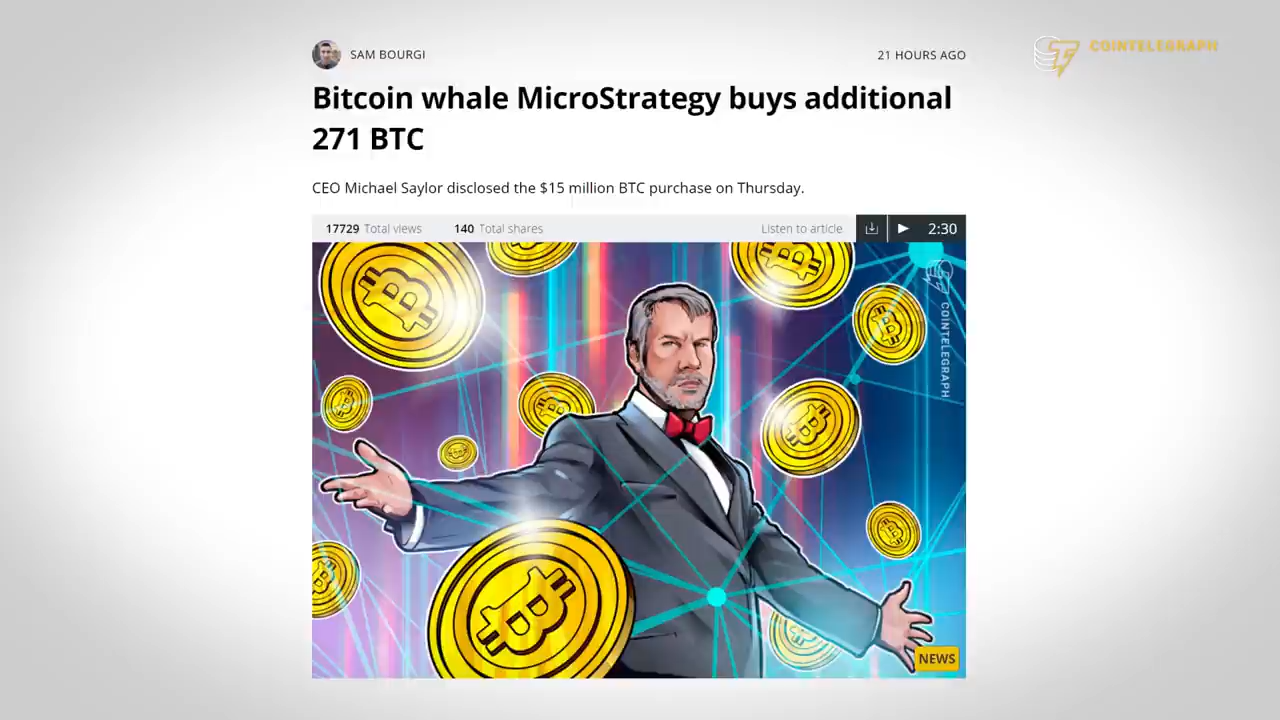 SAM BOURGI
21 HOURS AGO
COINTELEGRAPH
Bitcoin whale MicroStrategy buys additional
271 BTC
CEO Michael Saylor disclosed the $15 million BTC purchase on Thursday.
17729 Total views 140 Total shares Listen to article 2:30
COINTELEGRAPH
NEWS